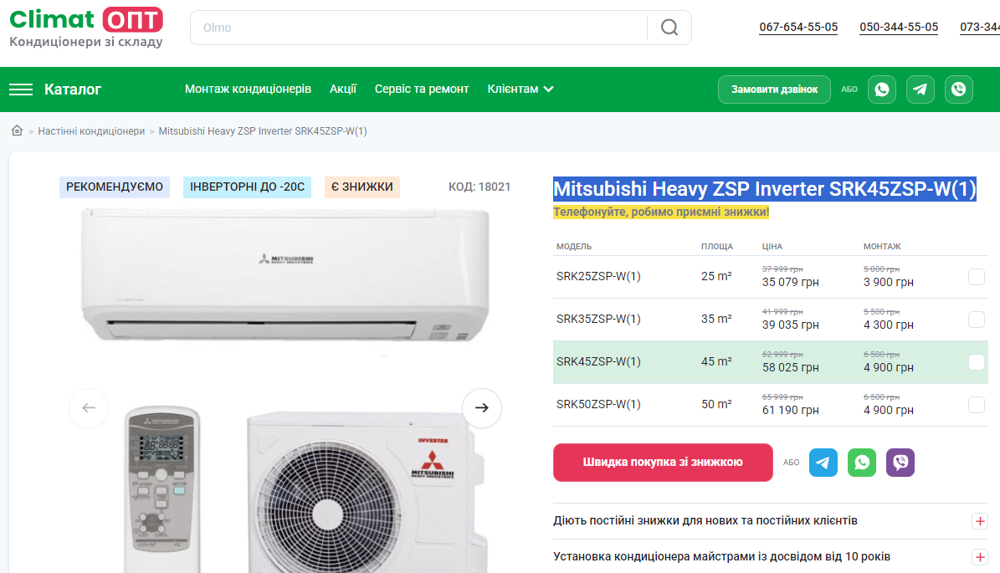 Climat ОПТ
Кондиціонери зі складу
Olmo
067-654-55-05 050-344-55-05 073-344
Каталог
Монтаж кондиціонерів Акції Сервіс та ремонт Клієнтам
Замовити дзвінок АБО
> Настінні кондиціонери > Mitsubishi Heavy ZSP Inverter SRK45ZSP-W(1)
РЕКОМЕНДУЄМО ІНВЕРТОРНІ ДО -20С Є ЗНИЖКИ КОД: 18021
MITSUBISHI
HEAVY INDUSTRIES
INVERTER
INVERTER
MITSUBISHI
HEAVY INDUSTRIES
Mitsubishi Heavy ZSP Inverter SRK45ZSP-W(1)
Телефонуйте, робимо приємні знижки!
МОДЕЛЬ ПЛОЩА ЦІНА МОНТАЖ
37 999 грн 5 800 грн
SRK25ZSP-W(1) 25 m² 35 079 грн 3 900 грн
41 999 грн 5 500 грн
SRK35ZSP-W(1) 35 m² 39 035 грн 4 300 грн
62 999 грн 6 500 грн
SRK45ZSP-W(1) 45 m² 58 025 грн 4 900 грн
65 999 грн 6 500 грн
SRK50ZSP-W(1) 50 m² 61 190 грн 4 900 грн
Швидка покупка зі знижкою АБО
Діють постійні знижки для нових та постійних клієнтів
Установка кондиціонера майстрами із досвідом від 10 років